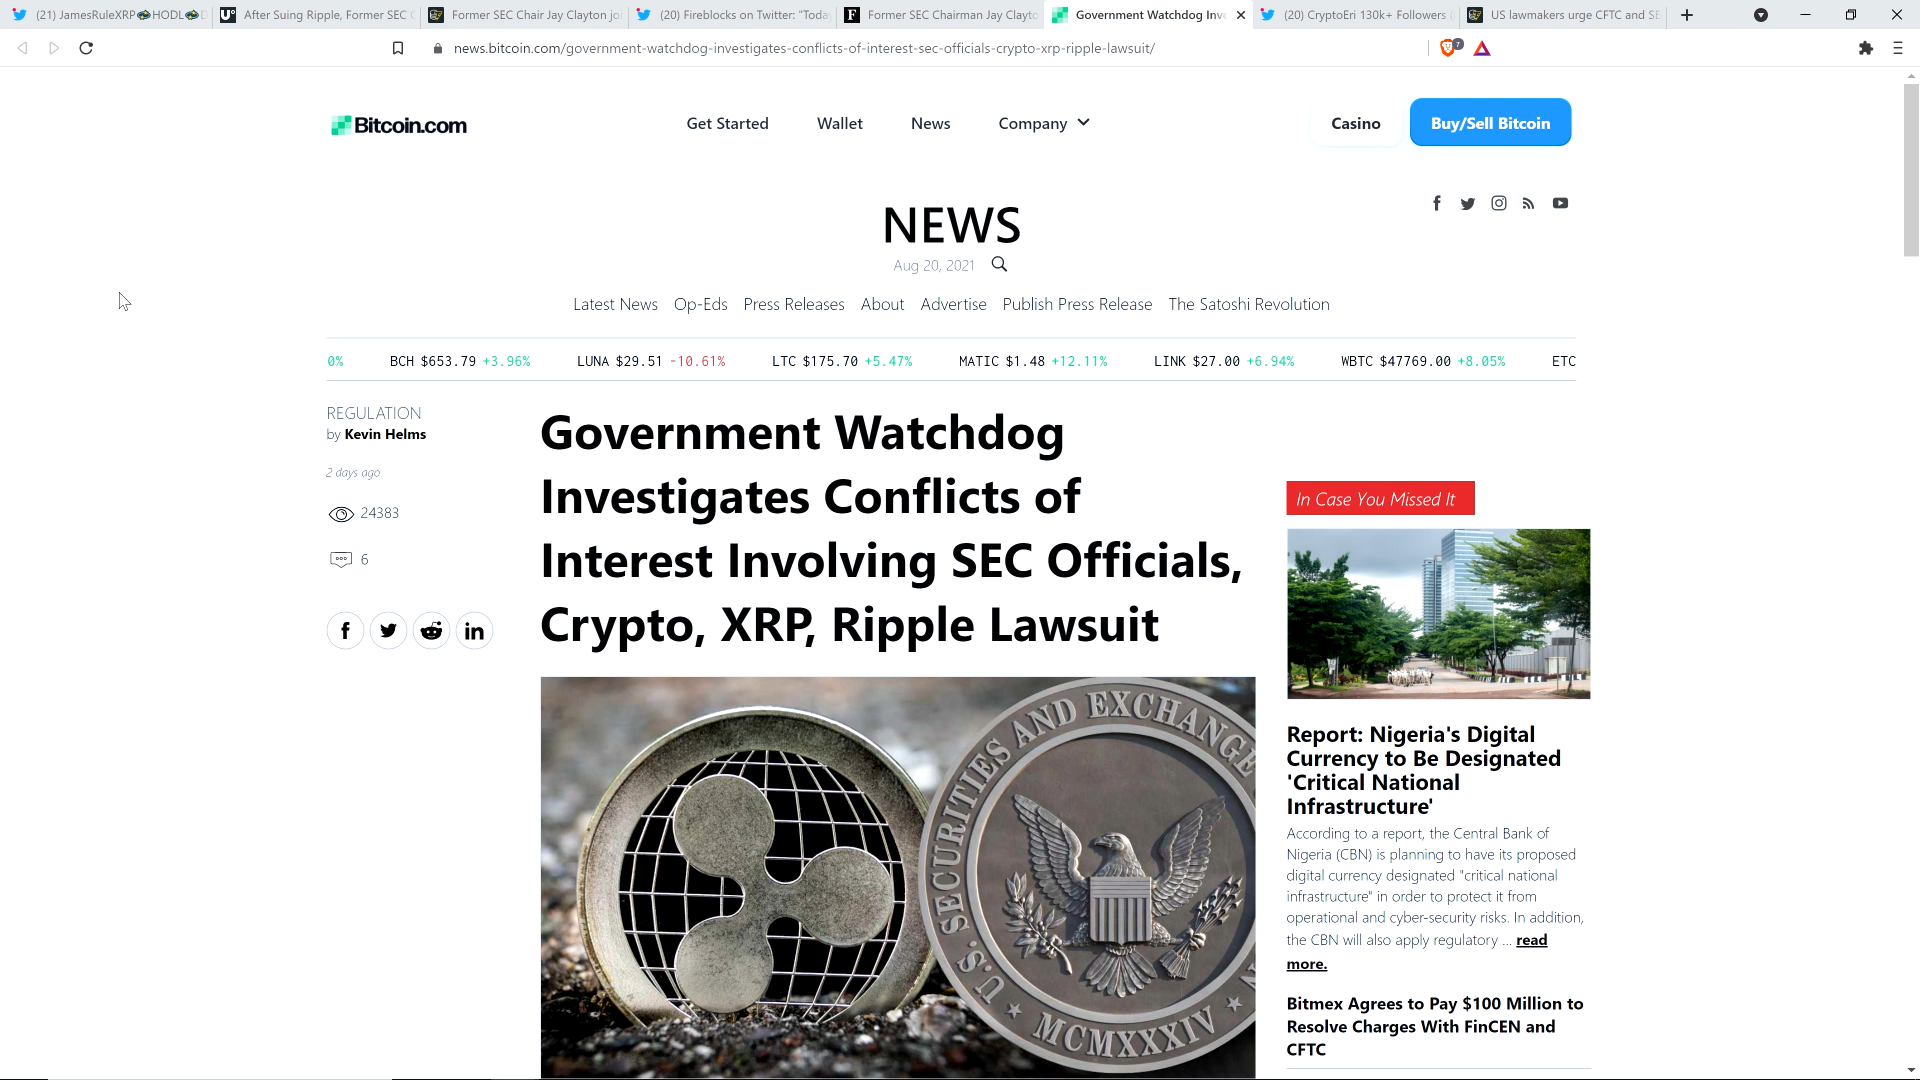 (21) JamesRuleXRP HODL
After Suing Ripple, Former SEC
Former SEC Chair Jay Clayton jo
(20) Fireblocks on Twitter: "Toda
Former SEC Chairman Jay Clayto
Government Watchdog Inv
(20) CryptoEri 130k+ Followers
US lawmakers urge CFTC and SE
news.bitcoin.com/government-watchdog-investigates-conflicts-of-interest-sec-officials-crypto-xrp-ripple-lawsuit/
7
Bitcoin.com
Get Started
Wallet
News
Company
Casino
Buy/Sell Bitcoin
NEWS
Aug 20, 2021
Latest News Op-Eds Press Releases About Advertise Publish Press Release The Satoshi Revolution
0% BCH $653.79 +3.96% LUNA $29.51 -10.61% LTC $175.70 +5.47% MATIC $1.48 +12.11% LINK $27.00 +6.94% WBTC $47769.00 +8.05% ETC
REGULATION
by Kevin Helms
2 days ago
24383
6
Government Watchdog
Investigates Conflicts of
Interest Involving SEC Officials,
Crypto, XRP, Ripple Lawsuit
U.S. SECURITIES AND EXCHANGE
MCMXXXIV
In Case You Missed It
Report: Nigeria's Digital
Currency to Be Designated
'Critical National
Infrastructure'
According to a report, the Central Bank of
Nigeria (CBN) is planning to have its proposed
digital currency designated "critical national
infrastructure" in order to protect it from
operational and cyber-security risks. In addition,
the CBN will also apply regulatory ... read
more.
Bitmex Agrees to Pay $100 Million to
Resolve Charges With FinCEN and
CFTC